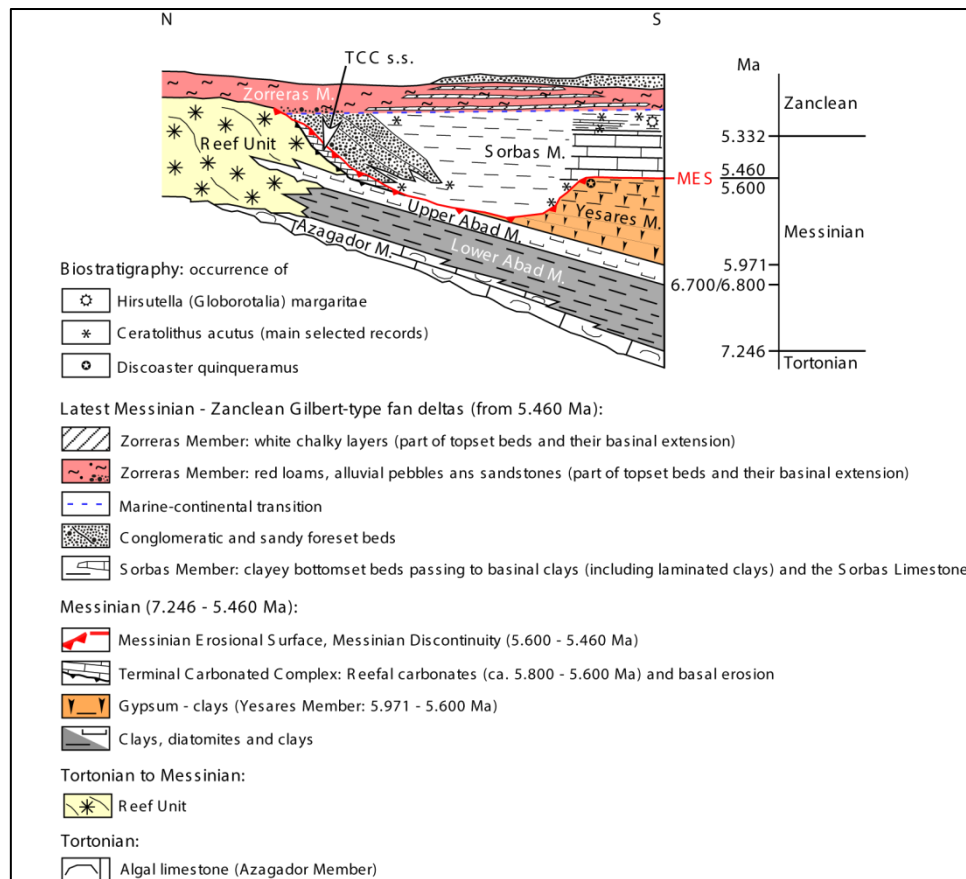 N
S
TCC s.s.
Ma
Zorreras M.
Zanclean
Reef Unit
5.332
Sorbas M.
5.460
MES
5.600
Yesares M.
Upper Abad M.
Messinian
Azagador M.
Lower Abad M.
5.971
6.700/6.800
7.246
Tortonian
Biostratigraphy: occurrence of
Hirsutella (Globorotalia) margaritae
Ceratolithus acutus (main selected records)
Discoaster quinqueramus
Latest Messinian - Zanclean Gilbert-type fan deltas (from 5.460 Ma):
Zorreras Member: white chalky layers (part of topset beds and their basinal extension)
Zorreras Member: red loams, alluvial pebbles ans sandstones (part of topset beds and their basinal extension)
Marine-continental transition
Conglomeratic and sandy foreset beds
Sorbas Member: clayey bottomset beds passing to basinal clays (including laminated clays) and the Sorbas Limestone
Messinian (7.246 - 5.460 Ma):
Messinian Erosional Surface, Messinian Discontinuity (5.600 - 5.460 Ma)
Terminal Carbonated Complex: Reefal carbonates (ca. 5.800 - 5.600 Ma) and basal erosion
Gypsum - clays (Yesares Member: 5.971 - 5.600 Ma)
Clays, diatomites and clays
Tortonian to Messinian:
Reef Unit
Tortonian:
Algal limestone (Azagador Member)